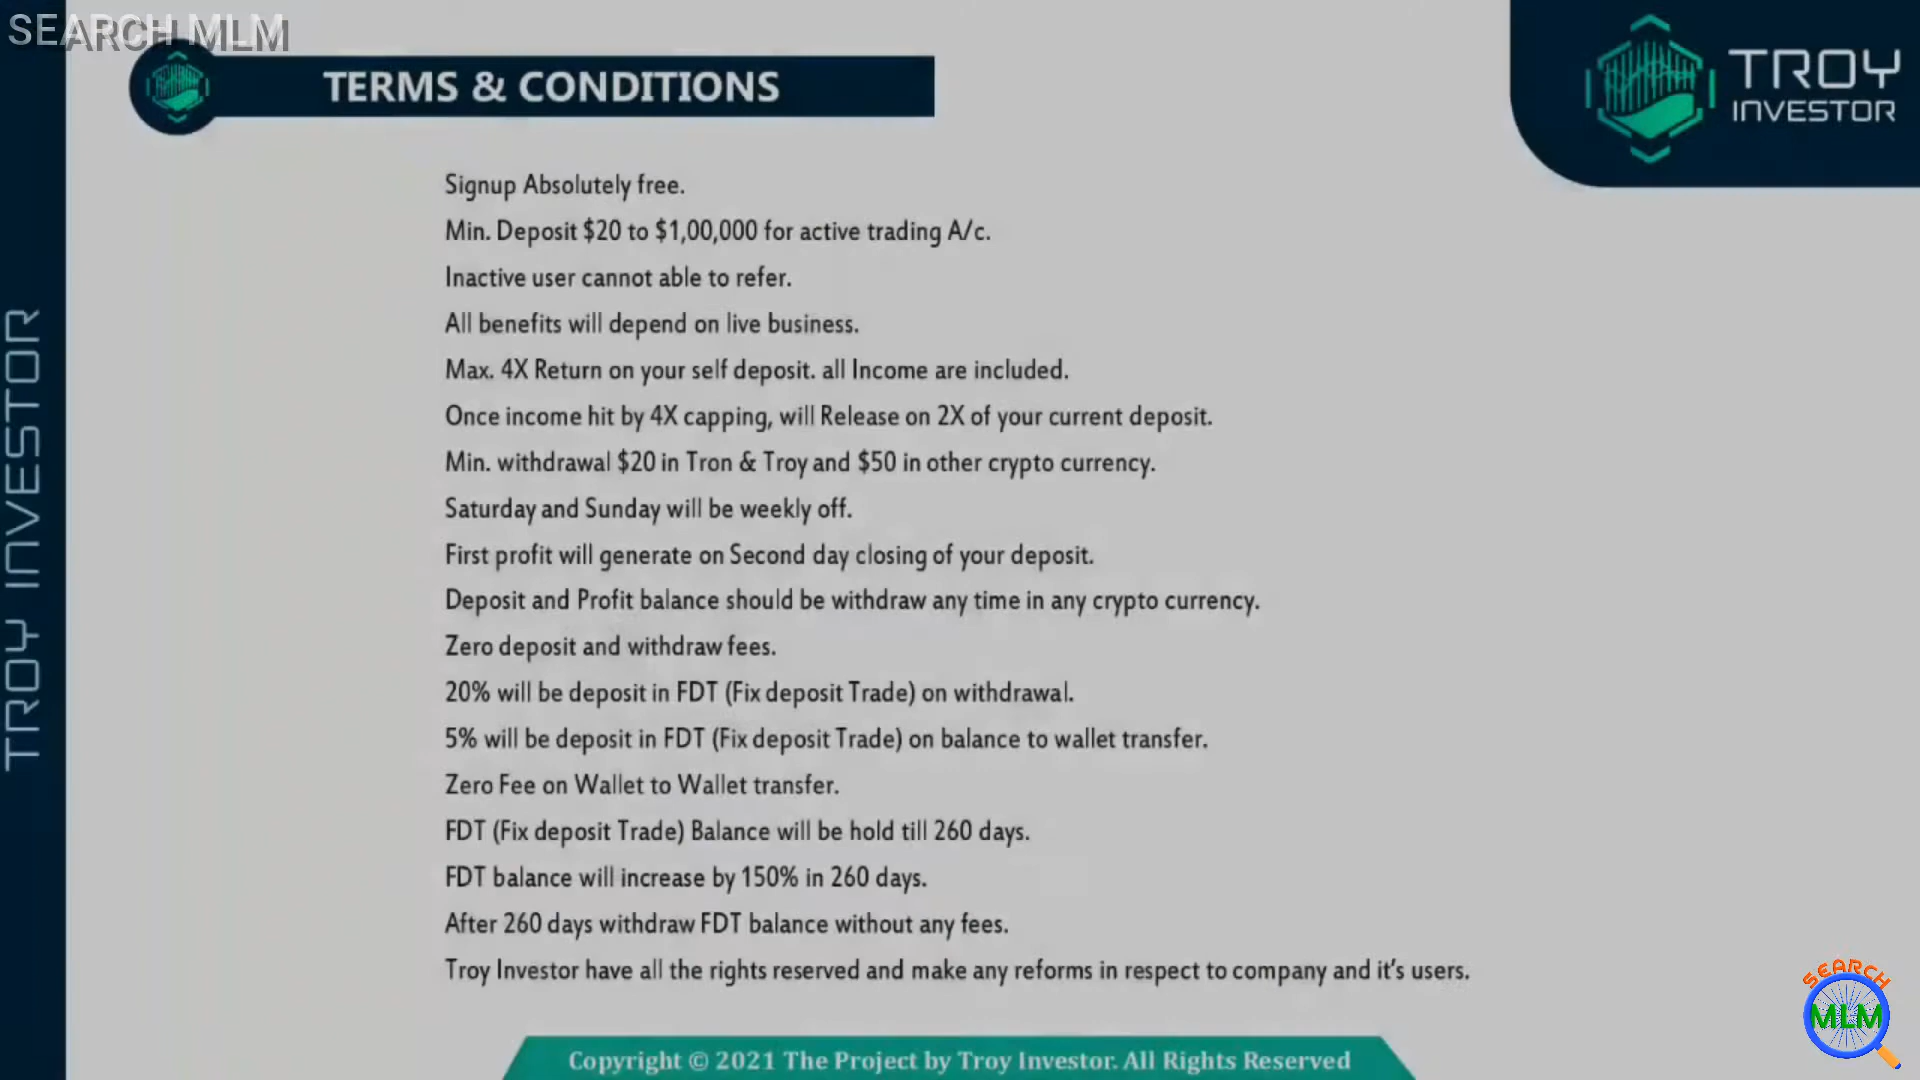 SEARCH MLM
TERMS & CONDITIONS
TROY
INVESTOR
TROY INVESTOR
Signup Absolutely free.
Min. Deposit $20 to $1,00,000 for active trading A/c.
Inactive user cannot able to refer.
All benefits will depend on live business.
Max. 4X Return on your self deposit. all Income are included.
Once income hit by 4X capping, will Release on 2X of your current deposit.
Min. withdrawal $20 in Tron & Troy and $50 in other crypto currency.
Saturday and Sunday will be weekly off.
First profit will generate on Second day closing of your deposit.
Deposit and Profit balance should be withdraw any time in any crypto currency.
Zero deposit and withdraw fees.
20% will be deposit in FDT (Fix deposit Trade) on withdrawal.
5% will be deposit in FDT (Fix deposit Trade) on balance to wallet transfer.
Zero Fee on Wallet to Wallet transfer.
FDT (Fix deposit Trade) Balance will be hold till 260 days.
FDT balance will increase by 150% in 260 days.
After 260 days withdraw FDT balance without any fees.
Troy Investor have all the rights reserved and make any reforms in respect to company and it's users.
SEARCH
MLM
Copyright © 2021 The Project by Troy Investor. All Rights Reserved